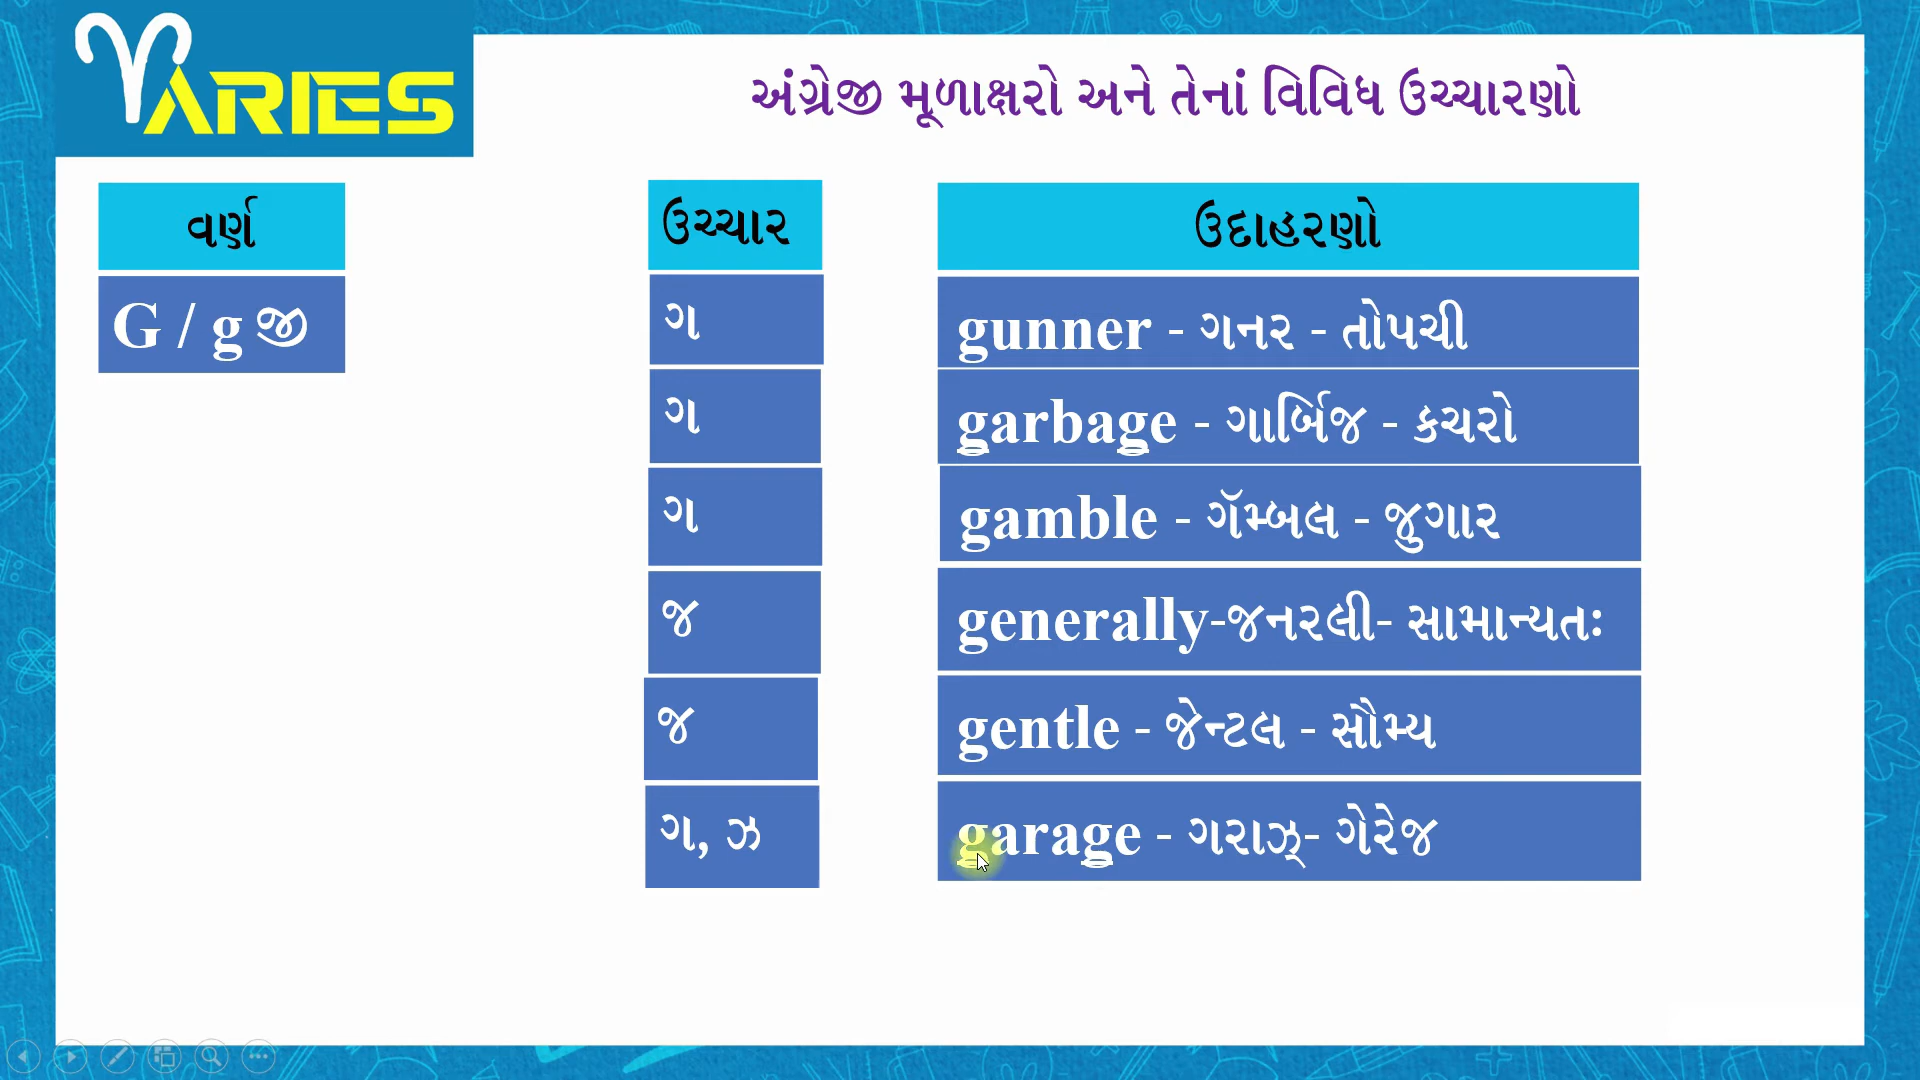 ARIES
અંગ્રેજી મૂળાક્ષરો અને તેનાં વિવિધ ઉચ્ચારણો
વર્ણ ઉચ્ચાર ઉદાહરણો
G / g જી ગ gunner - ગનર - તોપચી
ગ garbage - ગાર્બિજ - કચરો
ગ gamble - ગૅમ્બલ - જુગાર
જ generally-જનરલી- સામાન્યતઃ
જ gentle - જેન્ટલ - સૌમ્ય
ગ, ઝ garage - ગરાઝ્- ગેરેજ